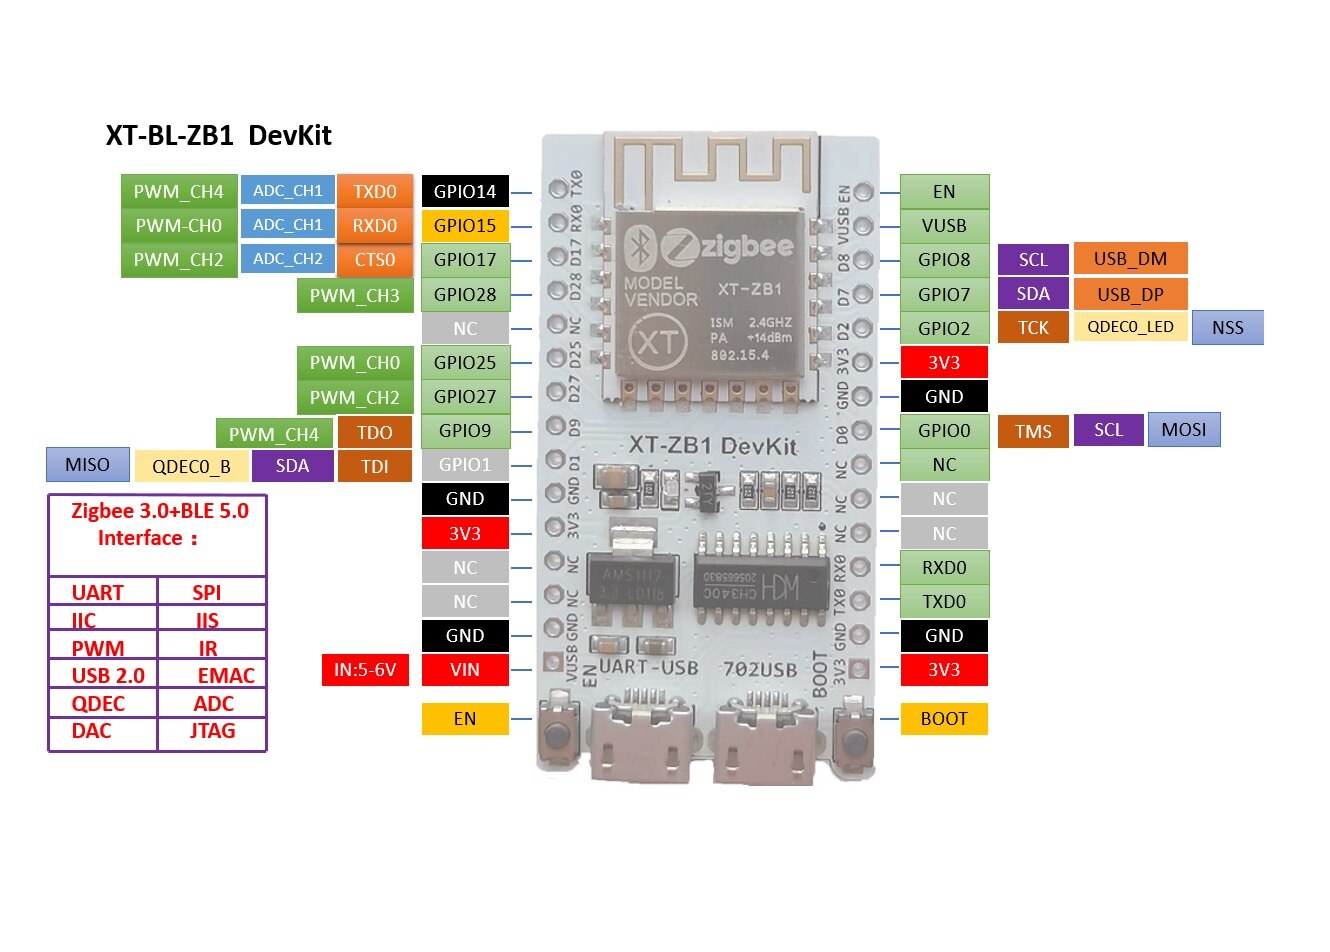 XT-BL-ZB1 DevKit
PWM_CH4 ADC_CH1 TXD0 GPIO14
PWM-CH0 ADC_CH1 RXD0 GPIO15
PWM_CH2 ADC_CH2 CTS0 GPIO17
PWM_CH3 GPIO28
NC
PWM_CH0 GPIO25
PWM_CH2 GPIO27
PWM_CH4 TDO GPIO9
MISO QDEC0_B SDA TDI GPIO1
GND
3V3
NC
NC
GND
IN:5-6V VIN
EN
Zigbee 3.0+BLE 5.0
Interface :
UART SPI
IIC IIS
PWM IR
USB 2.0 EMAC
QDEC ADC
DAC JTAG
TX0
RX0
D17
D28
NC
D25
D27
D9
D1
GND
3V3
NC
NC
GND
VUSB
EN
zigbee
MODEL XT-ZB1
VENDOR
ISM 2.4GHZ
PA +14dBm
802.15.4
XT
XT-ZB1 DevKit
2TY
AMS1117
3.3 LD118
HDM
CH340C
205665830
UART-USB 702USB
EN
VUSB
D8
D7
D2
3V3
GND
D0
NC
NC
NC
RX0
TX0
GND
3V3
BOOT
EN
VUSB
GPIO8 SCL USB_DM
GPIO7 SDA USB_DP
GPIO2 TCK QDEC0_LED NSS
3V3
GND
GPIO0 TMS SCL MOSI
NC
NC
NC
RXD0
TXD0
GND
3V3
BOOT